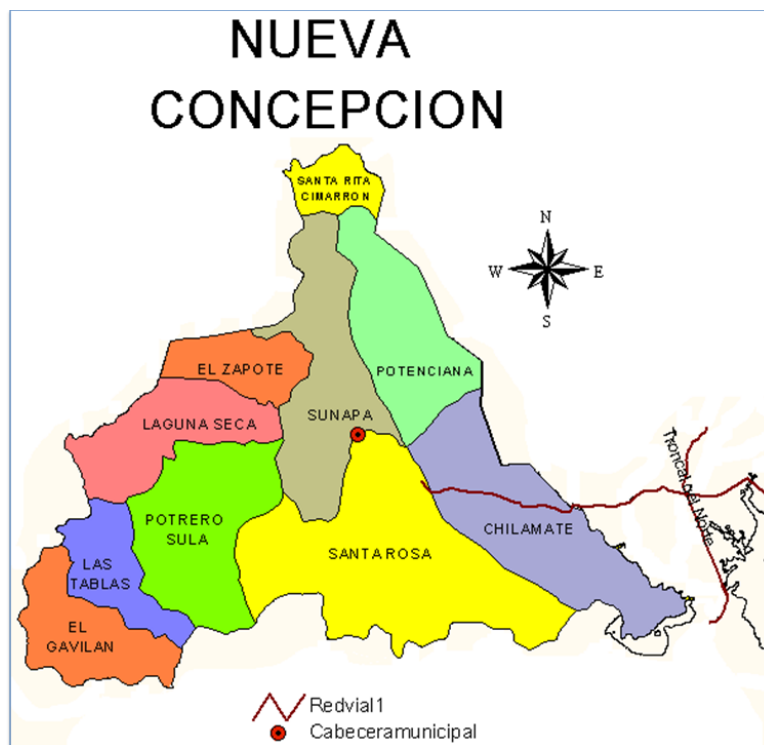 NUEVA
CONCEPCION
SANTA RITA
CIMARRON
N
W
E
S
EL ZAPOTE
POTENCIANA
LAGUNA SECA
SUNAPA
Troncal del Norte
POTRERO
SULA
CHILAMATE
SANTA ROSA
LAS
TABLAS
EL
GAVILAN
Redvial1
Cabeceramunicipal